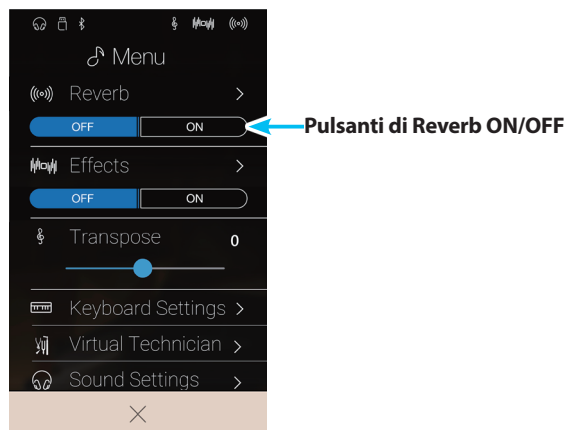 Menu
Reverb
OFF ON
Pulsanti di Reverb ON/OFF
Effects
OFF ON
Transpose 0
Keyboard Settings
Virtual Technician
Sound Settings